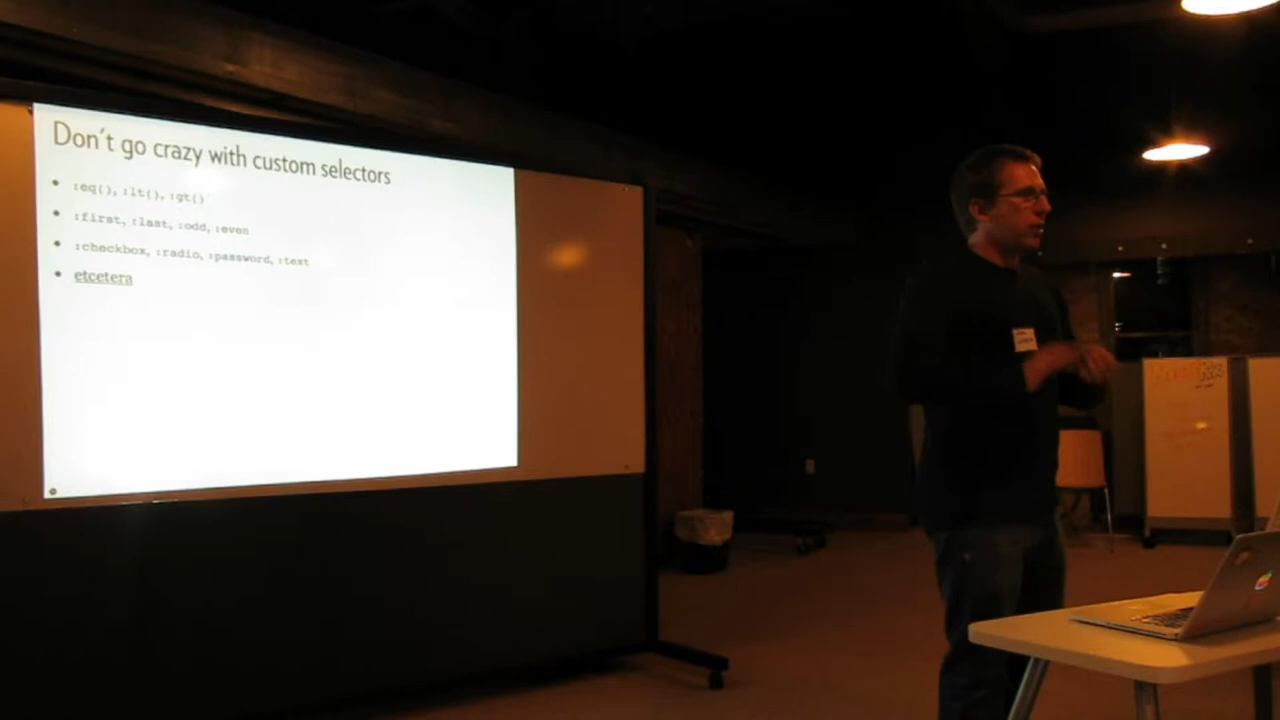 Don't go crazy with custom selectors
:eq(), :lt(), :gt()
:first, :last, :odd, :even
:checkbox, :radio, :password, :text
etcetera